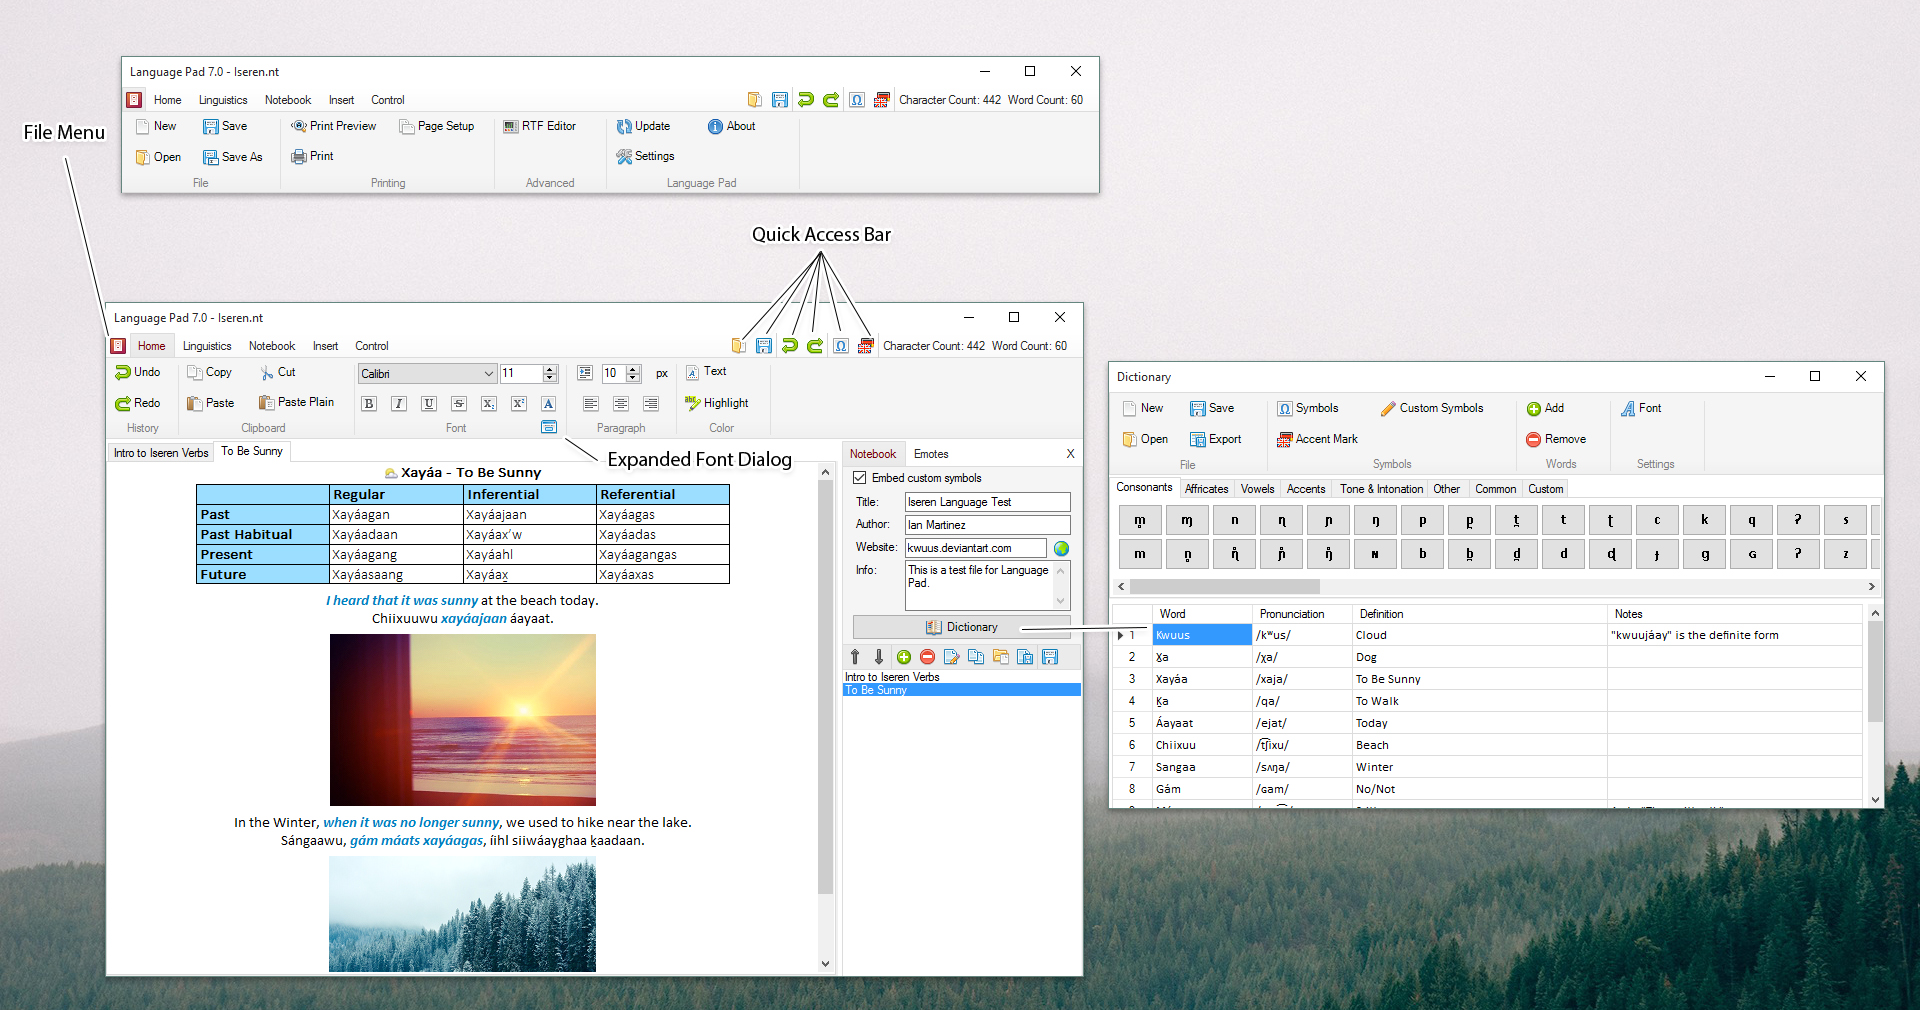 Language Pad 7.0 - Iseren.nt
Home Linguistics Notebook Insert Control Character Count: 442 Word Count: 60
New Save Print Preview Page Setup RTF Editor Update About
Open Save As Print Settings
File Printing Advanced Language Pad
File Menu
Quick Access Bar
Language Pad 7.0 - Iseren.nt
Home Linguistics Notebook Insert Control Character Count: 442 Word Count: 60
Undo Copy Cut Calibri 11 10 px Text
Redo Paste Paste Plain B I U S X₂ X² A Highlight
History Clipboard Font Paragraph Color
Expanded Font Dialog
Intro to Iseren Verbs To Be Sunny
Xayáa - To Be Sunny
Regular Inferential Referential
Past Xayáagan Xayáajaan Xayáagas
Past Habitual Xayáadaan Xayáax’w Xayáadas
Present Xayáagang Xayáahl Xayáagangas
Future Xayáasaang Xayáax̱ Xayáaxas
I heard that it was sunny at the beach today.
Chiixuuwu xayáajaan áayaat.
In the Winter, when it was no longer sunny, we used to hike near the lake.
Sángaawu, gám máats xayáagas, íihl siiwáayghaa ḵaadaan.
Notebook Emotes X
Embed custom symbols
Title: Iseren Language Test
Author: Ian Martinez
Website: kwuus.deviantart.com
Info: This is a test file for Language
Pad.
Dictionary
Intro to Iseren Verbs
To Be Sunny
Dictionary
New Save Symbols Custom Symbols Add Font
Open Export Accent Mark Remove
File Symbols Words Settings
Consonants Affricates Vowels Accents Tone & Intonation Other Common Custom
m̥ ɱ n ɳ ɲ ŋ p p̪ t̪ t ʈ c k q ʔ s
m n̥ ɳ̊ ɲ̊ ŋ̊ ɴ b b̪ d̪ d ɖ ɟ g ɢ ʔ z
Word Pronunciation Definition Notes
1 Kwuus /kʷus/ Cloud "kwuujáay" is the definite form
2 X̱a /χa/ Dog
3 Xayáa /xaja/ To Be Sunny
4 Ḵa /qa/ To Walk
5 Áayaat /ejat/ Today
6 Chiixuu /t͡ʃixu/ Beach
7 Sangaa /sʌŋa/ Winter
8 Gám /ɢam/ No/Not